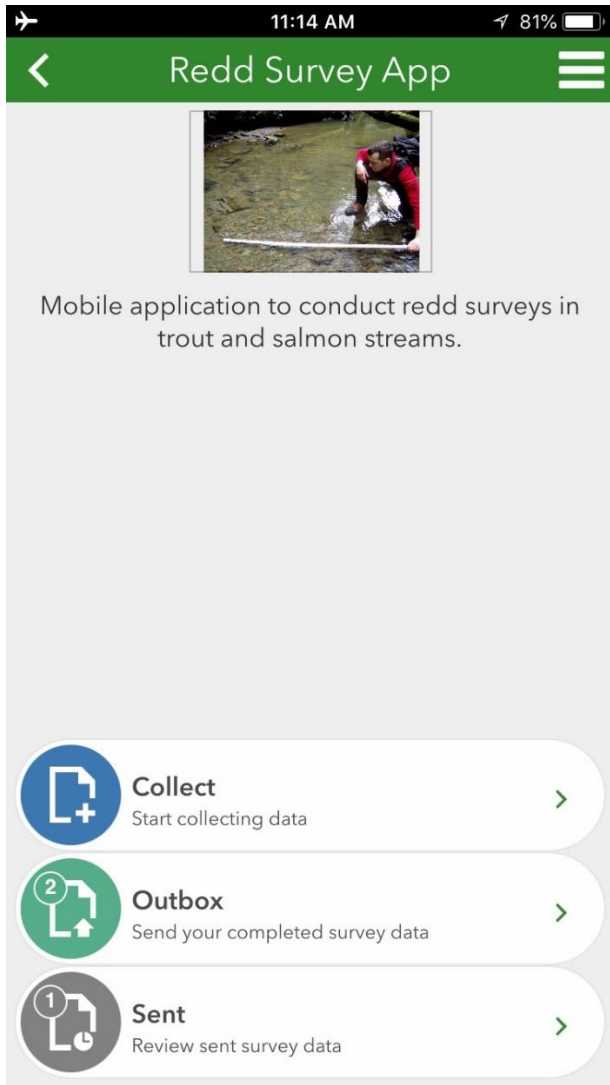 11:14 AM
81%
Redd Survey App
Mobile application to conduct redd surveys in
trout and salmon streams.
Collect
Start collecting data
2
Outbox
Send your completed survey data
1
Sent
Review sent survey data